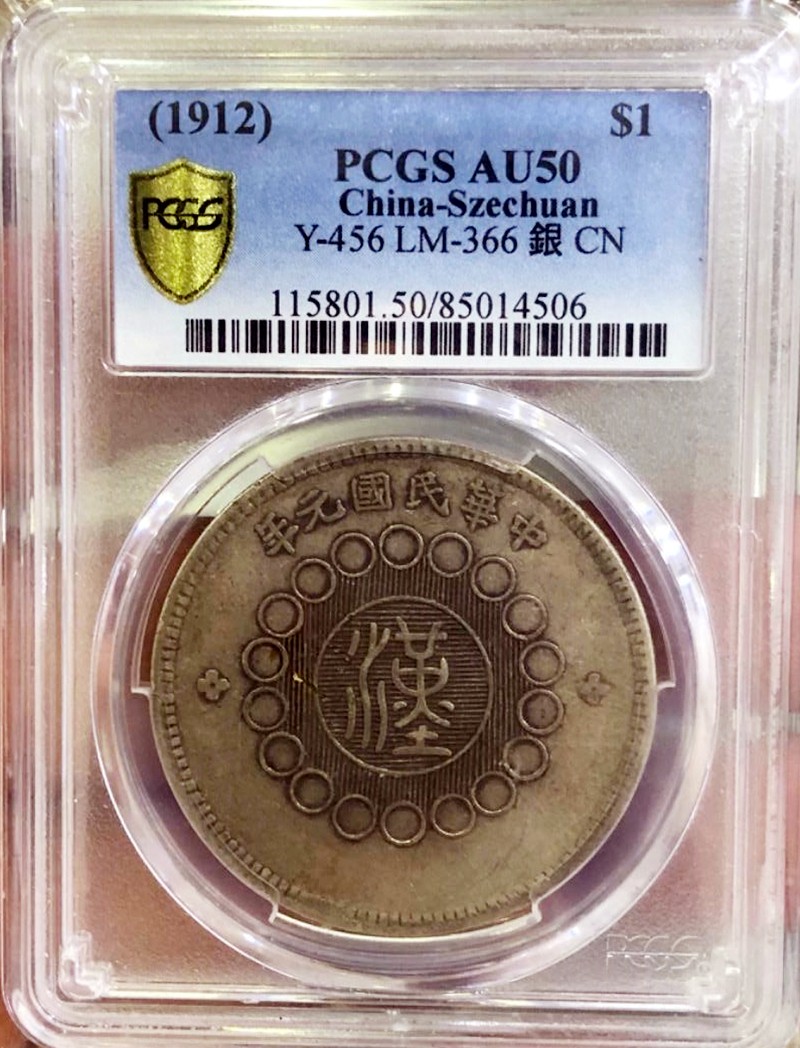 (1912) $1
PCGS AU50
PCGS
China-Szechuan
Y-456 LM-366 銀 CN
115801.50/85014506
年元國民華中
漢
PCGS